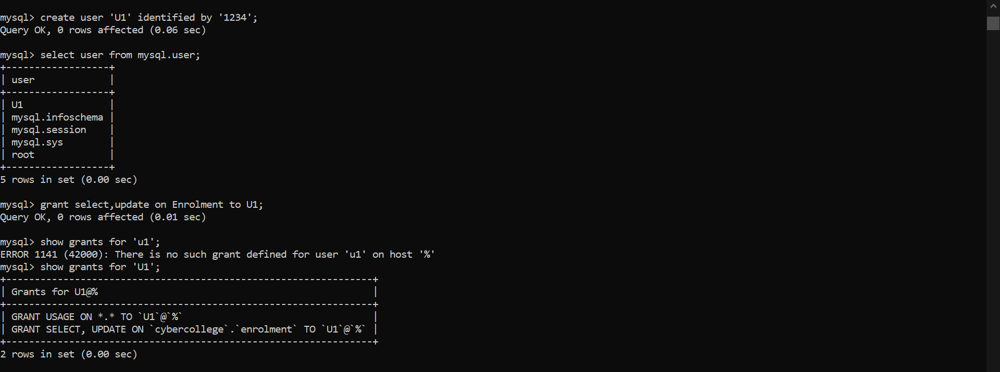 mysql> create user 'U1' identified by '1234';
Query OK, 0 rows affected (0.06 sec)
mysql> select user from mysql.user;
+------------------+
| user             |
+------------------+
| U1               |
| mysql.infoschema |
| mysql.session    |
| mysql.sys        |
| root             |
+------------------+
5 rows in set (0.00 sec)
mysql> grant select,update on Enrolment to U1;
Query OK, 0 rows affected (0.01 sec)
mysql> show grants for 'u1';
ERROR 1141 (42000): There is no such grant defined for user 'u1' on host '%'
mysql> show grants for 'U1';
+----------------------------------------------------------------+
| Grants for U1@%                                                |
+----------------------------------------------------------------+
| GRANT USAGE ON *.* TO `U1`@`%`                                 |
| GRANT SELECT, UPDATE ON `cybercollege`.`enrolment` TO `U1`@`%` |
+----------------------------------------------------------------+
2 rows in set (0.00 sec)